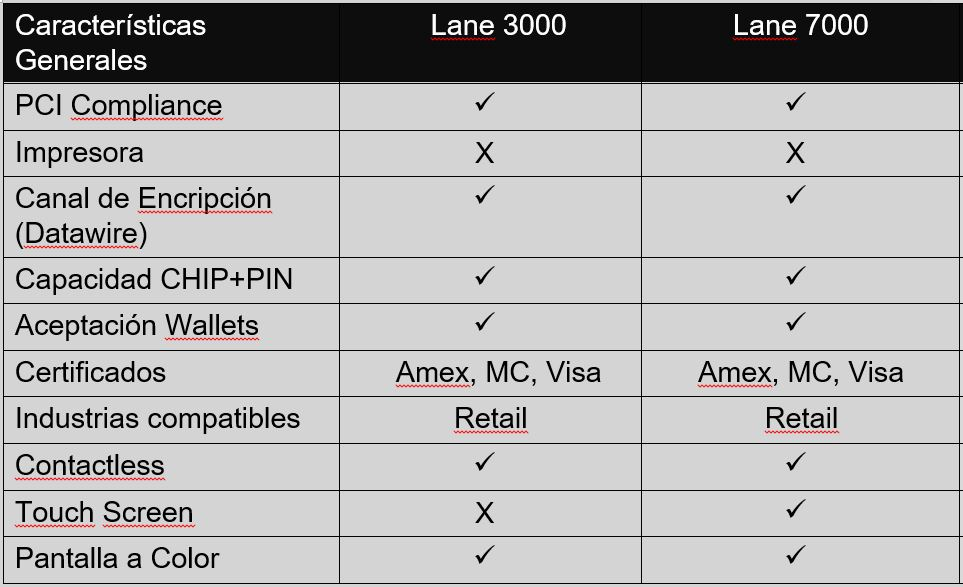 Características Lane 3000 Lane 7000
Generales
PCI Compliance ✓ ✓
Impresora X X
Canal de Encripción ✓ ✓
(Datawire)
Capacidad CHIP+PIN ✓ ✓
Aceptación Wallets ✓ ✓
Certificados Amex, MC, Visa Amex, MC, Visa
Industrias compatibles Retail Retail
Contactless ✓ ✓
Touch Screen X ✓
Pantalla a Color ✓ ✓